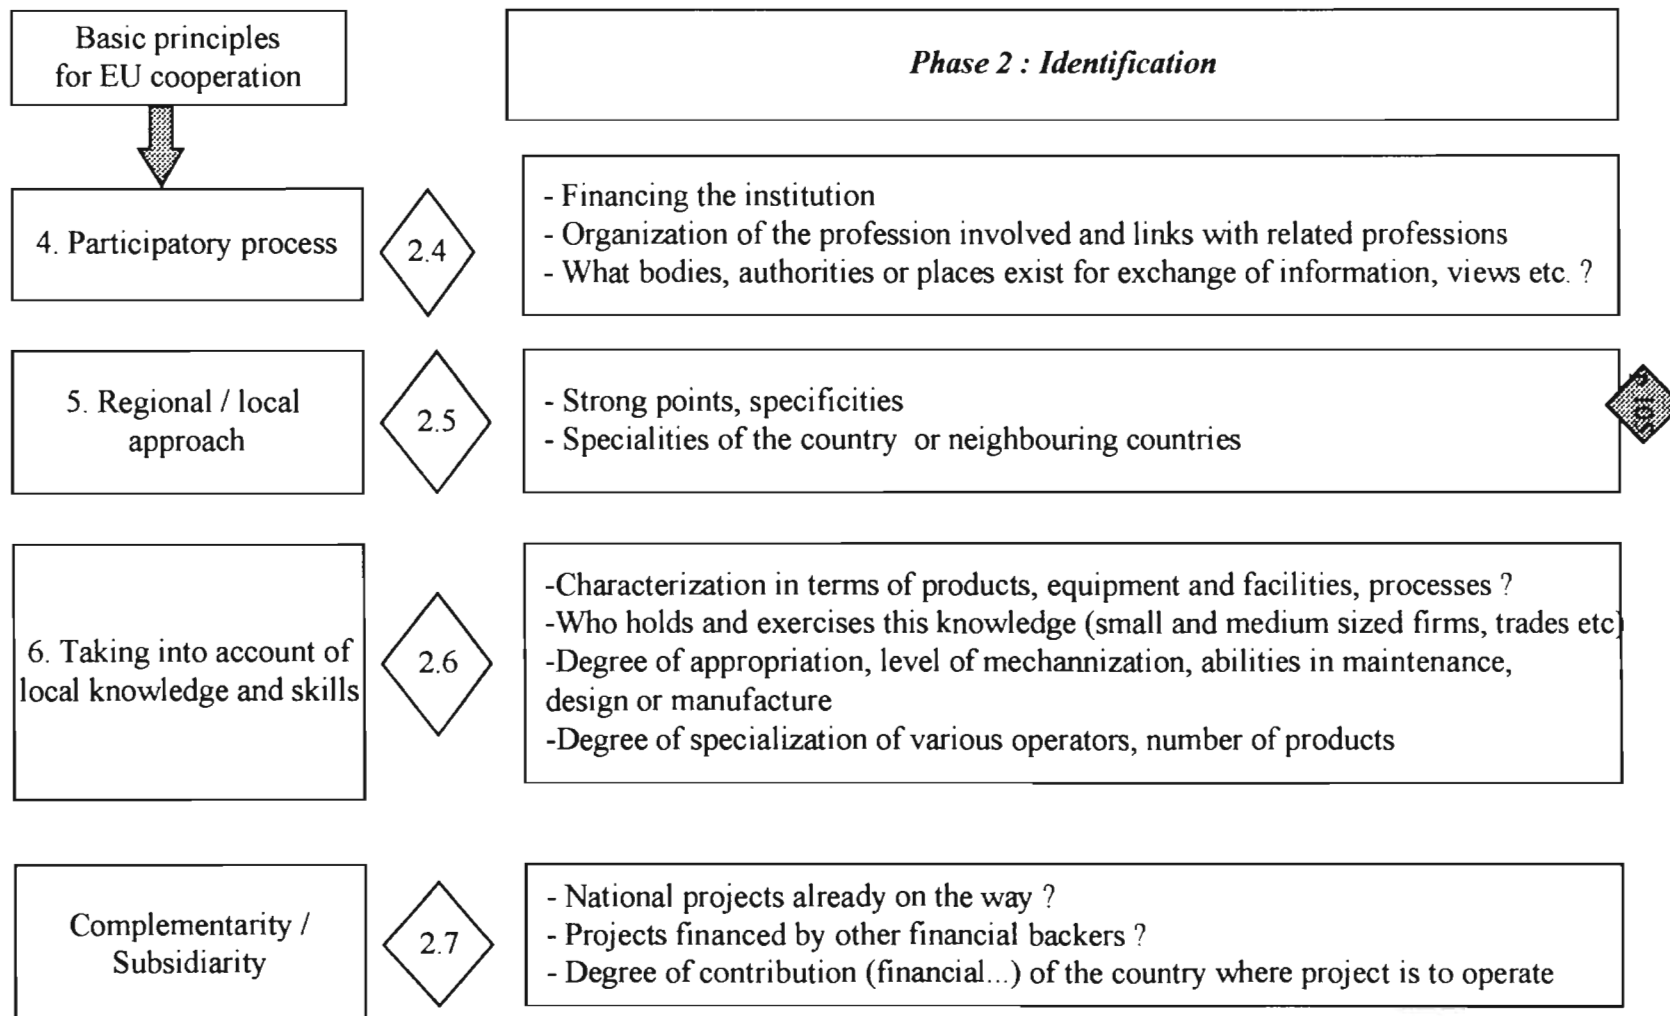 Basic principles
for EU cooperation
Phase 2 : Identification
4. Participatory process
2.4
- Financing the institution
- Organization of the profession involved and links with related professions
- What bodies, authorities or places exist for exchange of information, views etc. ?
5. Regional / local
approach
2.5
- Strong points, specificities
- Specialities of the country or neighbouring countries
6. Taking into account of
local knowledge and skills
2.6
-Characterization in terms of products, equipment and facilities, processes ?
-Who holds and exercises this knowledge (small and medium sized firms, trades etc)
-Degree of appropriation, level of mechannization, abilities in maintenance,
design or manufacture
-Degree of specialization of various operators, number of products
Complementarity /
Subsidiarity
2.7
- National projects already on the way ?
- Projects financed by other financial backers ?
- Degree of contribution (financial...) of the country where project is to operate